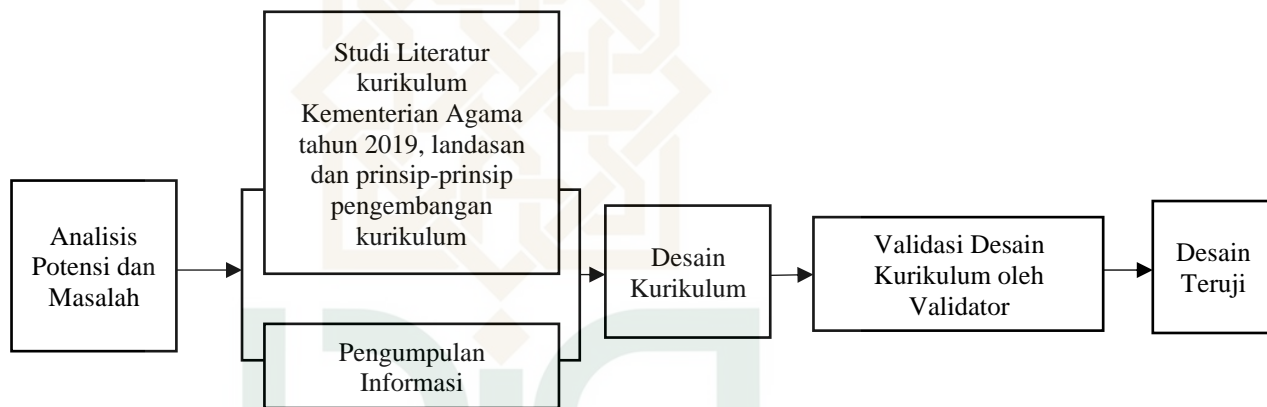 Analisis
Potensi dan
Masalah
Studi Literatur
kurikulum
Kementerian Agama
tahun 2019, landasan
dan prinsip-prinsip
pengembangan
kurikulum
Pengumpulan
Informasi
Desain
Kurikulum
Validasi Desain
Kurikulum oleh
Validator
Desain
Teruji